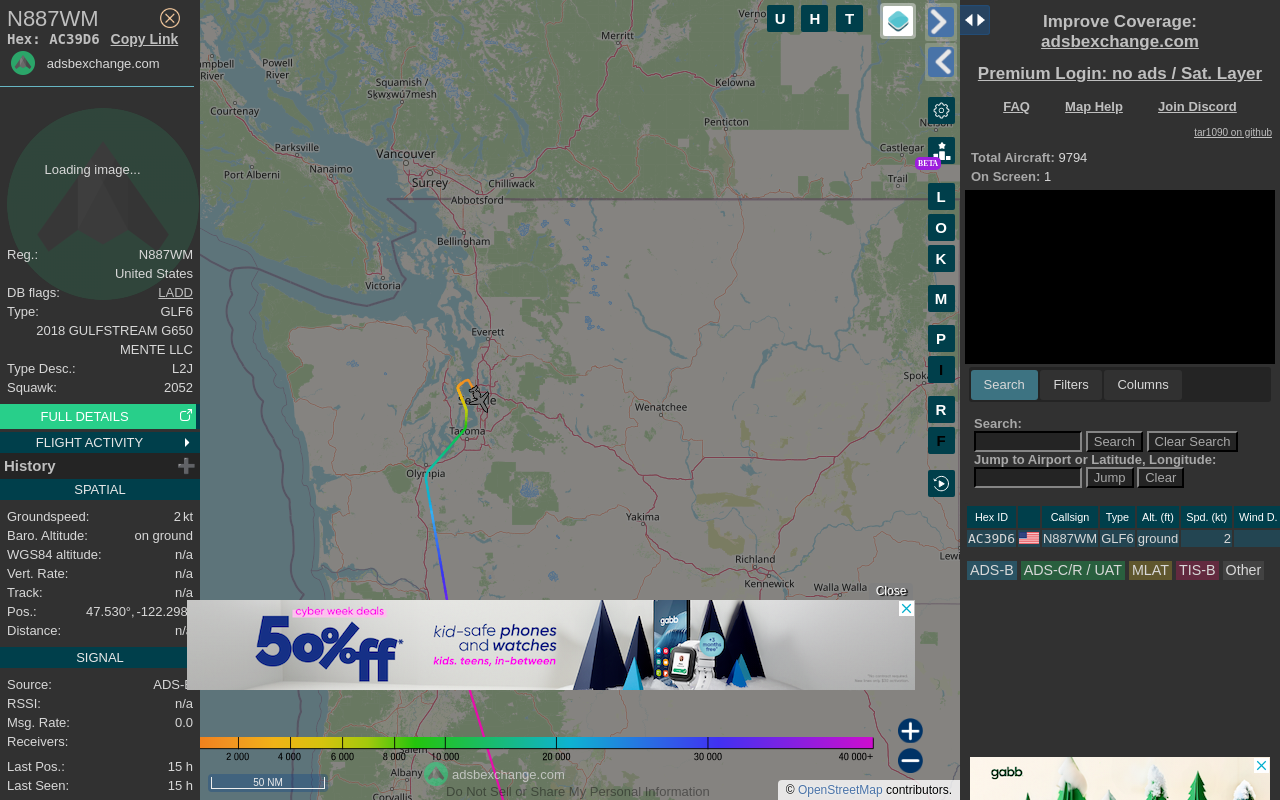 N887WM
Hex: AC39D6 Copy Link
adsbexchange.com
Loading image...
Reg.: N887WM
United States
DB flags: LADD
Type: GLF6
2018 GULFSTREAM G650
MENTE LLC
Type Desc.: L2J
Squawk: 2052
FULL DETAILS
FLIGHT ACTIVITY
History
SPATIAL
Groundspeed: 2 kt
Baro. Altitude: on ground
WGS84 altitude: n/a
Vert. Rate: n/a
Track: n/a
Pos.: 47.530°, -122.298
Distance: n/a
SIGNAL
Source: ADS-B
RSSI: n/a
Msg. Rate: 0.0
Receivers:
Last Pos.: 15 h
Last Seen: 15 h
Merritt
Campbell River
Powell River
Squamish / Sḵwx̱wú7mesh
Kelowna
Courtenay
Penticton
Parksville
Vancouver
Castlegar
Port Alberni
Nanaimo
Surrey
Chilliwack
Trail
Abbotsford
Bellingham
Victoria
Everett
Seattle
Wenatchee
Tacoma
Olympia
Yakima
Richland
Kennewick
Walla Walla
Albany
Corvallis
U H T
BETA
L
O
K
M
P
I
R
F
Close
cyber week deals
50% off*
kid-safe phones
and watches
kids. teens, in-between
gabb
+3 months free*
2 000 4 000 6 000 8 000 10 000 20 000 30 000 40 000+
50 NM
adsbexchange.com
Do Not Sell or Share My Personal Information
© OpenStreetMap contributors.
Improve Coverage:
adsbexchange.com
Premium Login: no ads / Sat. Layer
FAQ Map Help Join Discord
tar1090 on github
Total Aircraft: 9794
On Screen: 1
Search Filters Columns
Search:
Search Clear Search
Jump to Airport or Latitude, Longitude:
Jump Clear
Hex ID Callsign Type Alt. (ft) Spd. (kt) Wind D.
AC39D6 N887WM GLF6 ground 2
ADS-B ADS-C/R / UAT MLAT TIS-B Other
gabb